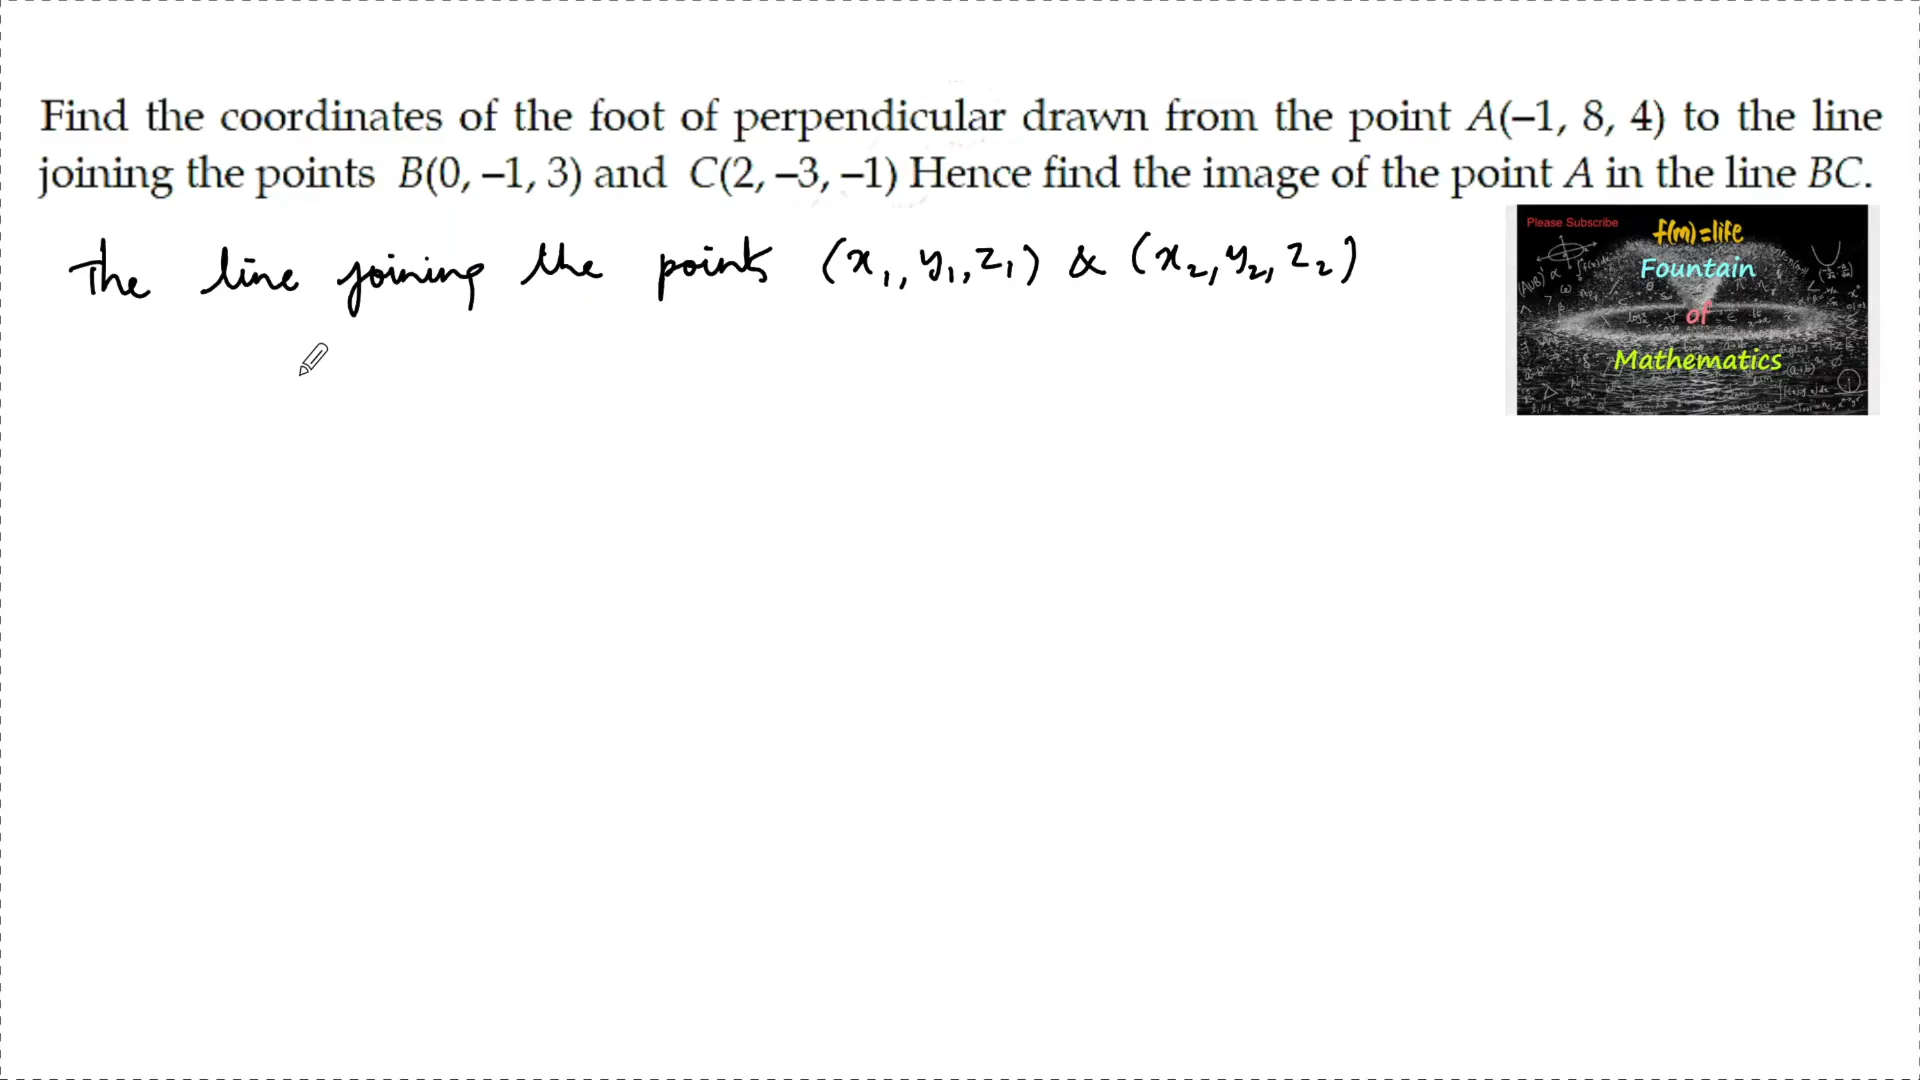 Find the coordinates of the foot of perpendicular drawn from the point A(–1, 8, 4) to the line
joining the points B(0, –1, 3) and C(2, –3, –1) Hence find the image of the point A in the line BC.
The line joining the points (x₁, y₁, z₁) & (x₂, y₂, z₂)
Please Subscribe
f(m)=life
Fountain
of
Mathematics